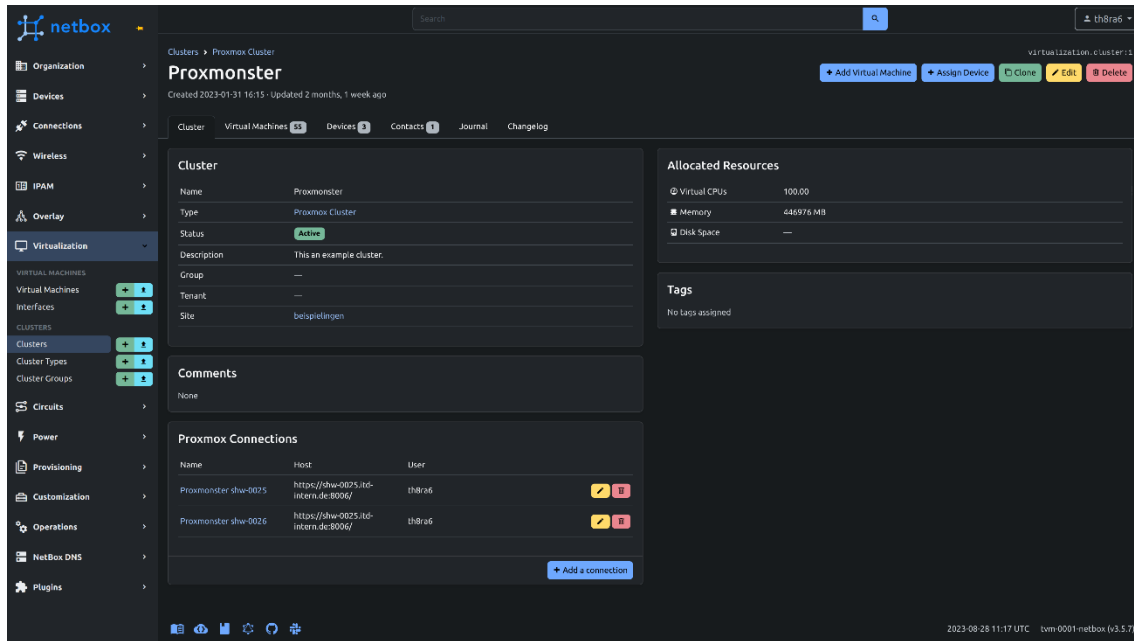 netbox
Search
th8ra6
Organization
Devices
Connections
Wireless
IPAM
Overlay
Virtualization
VIRTUAL MACHINES
Virtual Machines
Interfaces
CLUSTERS
Clusters
Cluster Types
Cluster Groups
Circuits
Power
Provisioning
Customization
Operations
NetBox DNS
Plugins
Clusters > Proxmox Cluster
virtualization.cluster:1
Proxmonster
+ Add Virtual Machine + Assign Device Clone Edit Delete
Created 2023-01-31 16:15 · Updated 2 months, 1 week ago
Cluster Virtual Machines 55 Devices 3 Contacts 1 Journal Changelog
Cluster
Name Proxmonster
Type Proxmox Cluster
Status Active
Description This an example cluster.
Group —
Tenant —
Site beispielingen
Comments
None
Proxmox Connections
Name Host User
Proxmonster shw-0025 https://shw-0025.itd- th8ra6
intern.de:8006/
Proxmonster shw-0026 https://shw-0025.itd- th8ra6
intern.de:8006/
+ Add a connection
Allocated Resources
Virtual CPUs 100.00
Memory 446976 MB
Disk Space —
Tags
No tags assigned
2023-08-28 11:17 UTC tvm-0001-netbox (v3.5.7)